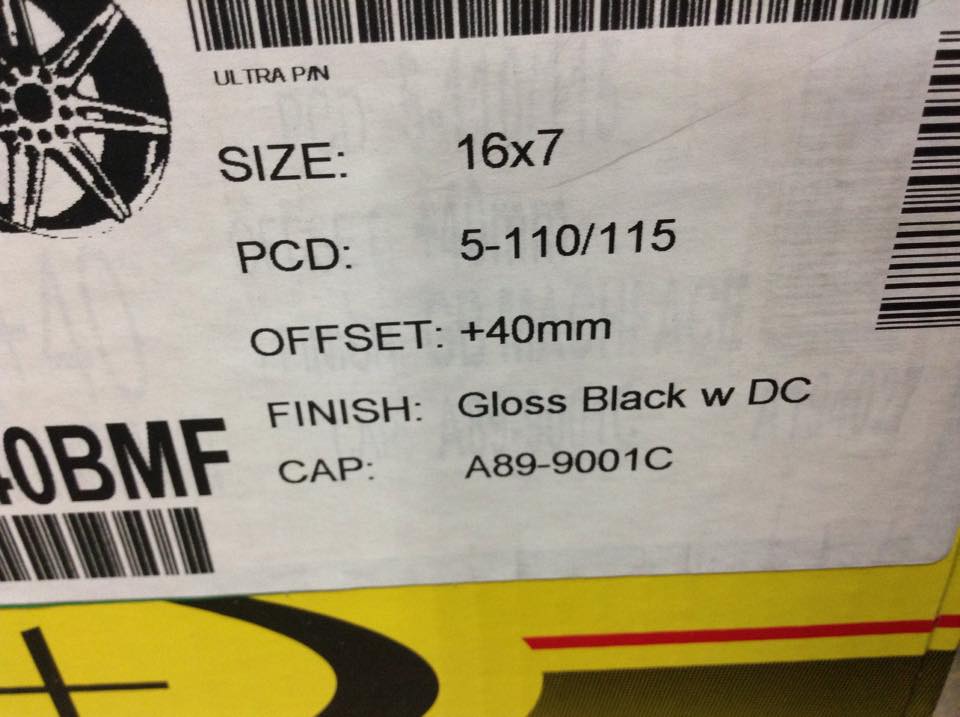 ULTRA P/N
SIZE: 16x7
PCD: 5-110/115
OFFSET: +40mm
FINISH: Gloss Black w DC
40BMF
CAP: A89-9001C